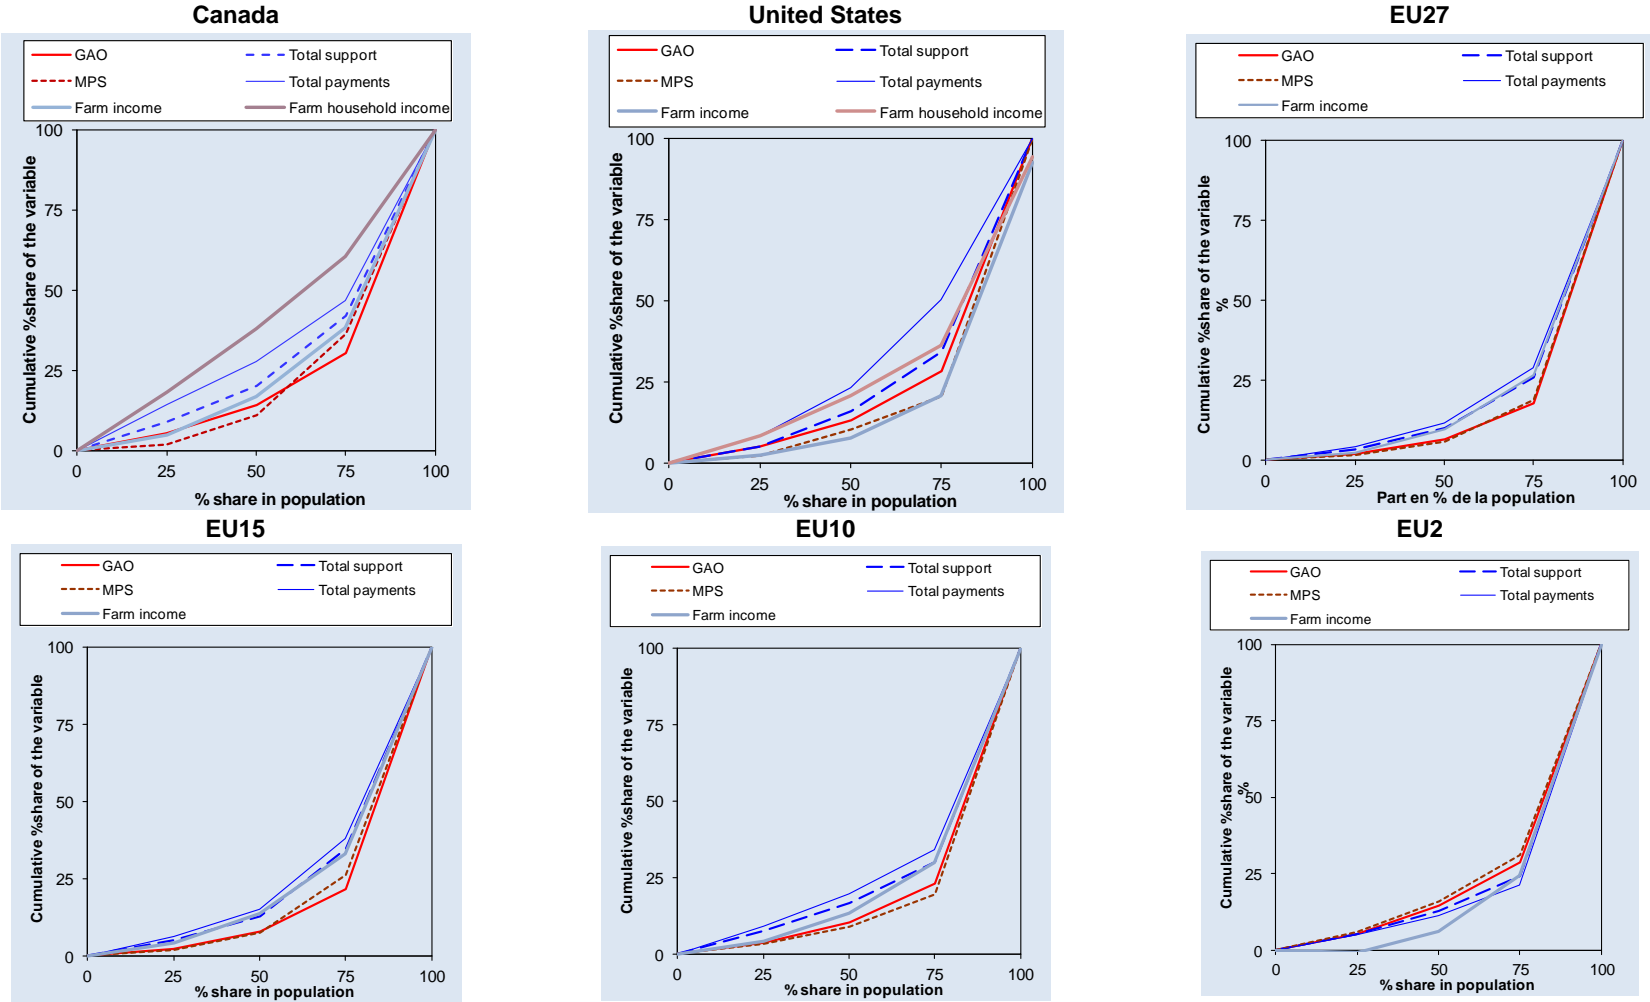 Canada
GAO
Total support
MPS
Total payments
Farm income
Farm household income
Cumulative %share of the variable
100
75
50
25
0
0 25 50 75 100
% share in population
United States
GAO
Total support
MPS
Total payments
Farm income
Farm household income
Cumulative %share of the variable
100
75
50
25
0
0 25 50 75 100
% share in population
EU27
GAO
Total support
MPS
Total payments
Farm income
Cumulative %share of the variable
%
100
75
50
25
0
0 25 50 75 100
Part en % de la population
EU15
GAO
Total support
MPS
Total payments
Farm income
Cumulative %share of the variable
100
75
50
25
0
0 25 50 75 100
% share in population
EU10
GAO
Total support
MPS
Total payments
Farm income
Cumulative %share of the variable
100
75
50
25
0
0 25 50 75 100
% share in population
EU2
GAO
Total support
MPS
Total payments
Farm income
Cumulative %share of the variable
%
100
75
50
25
0
0 25 50 75 100
% share in population